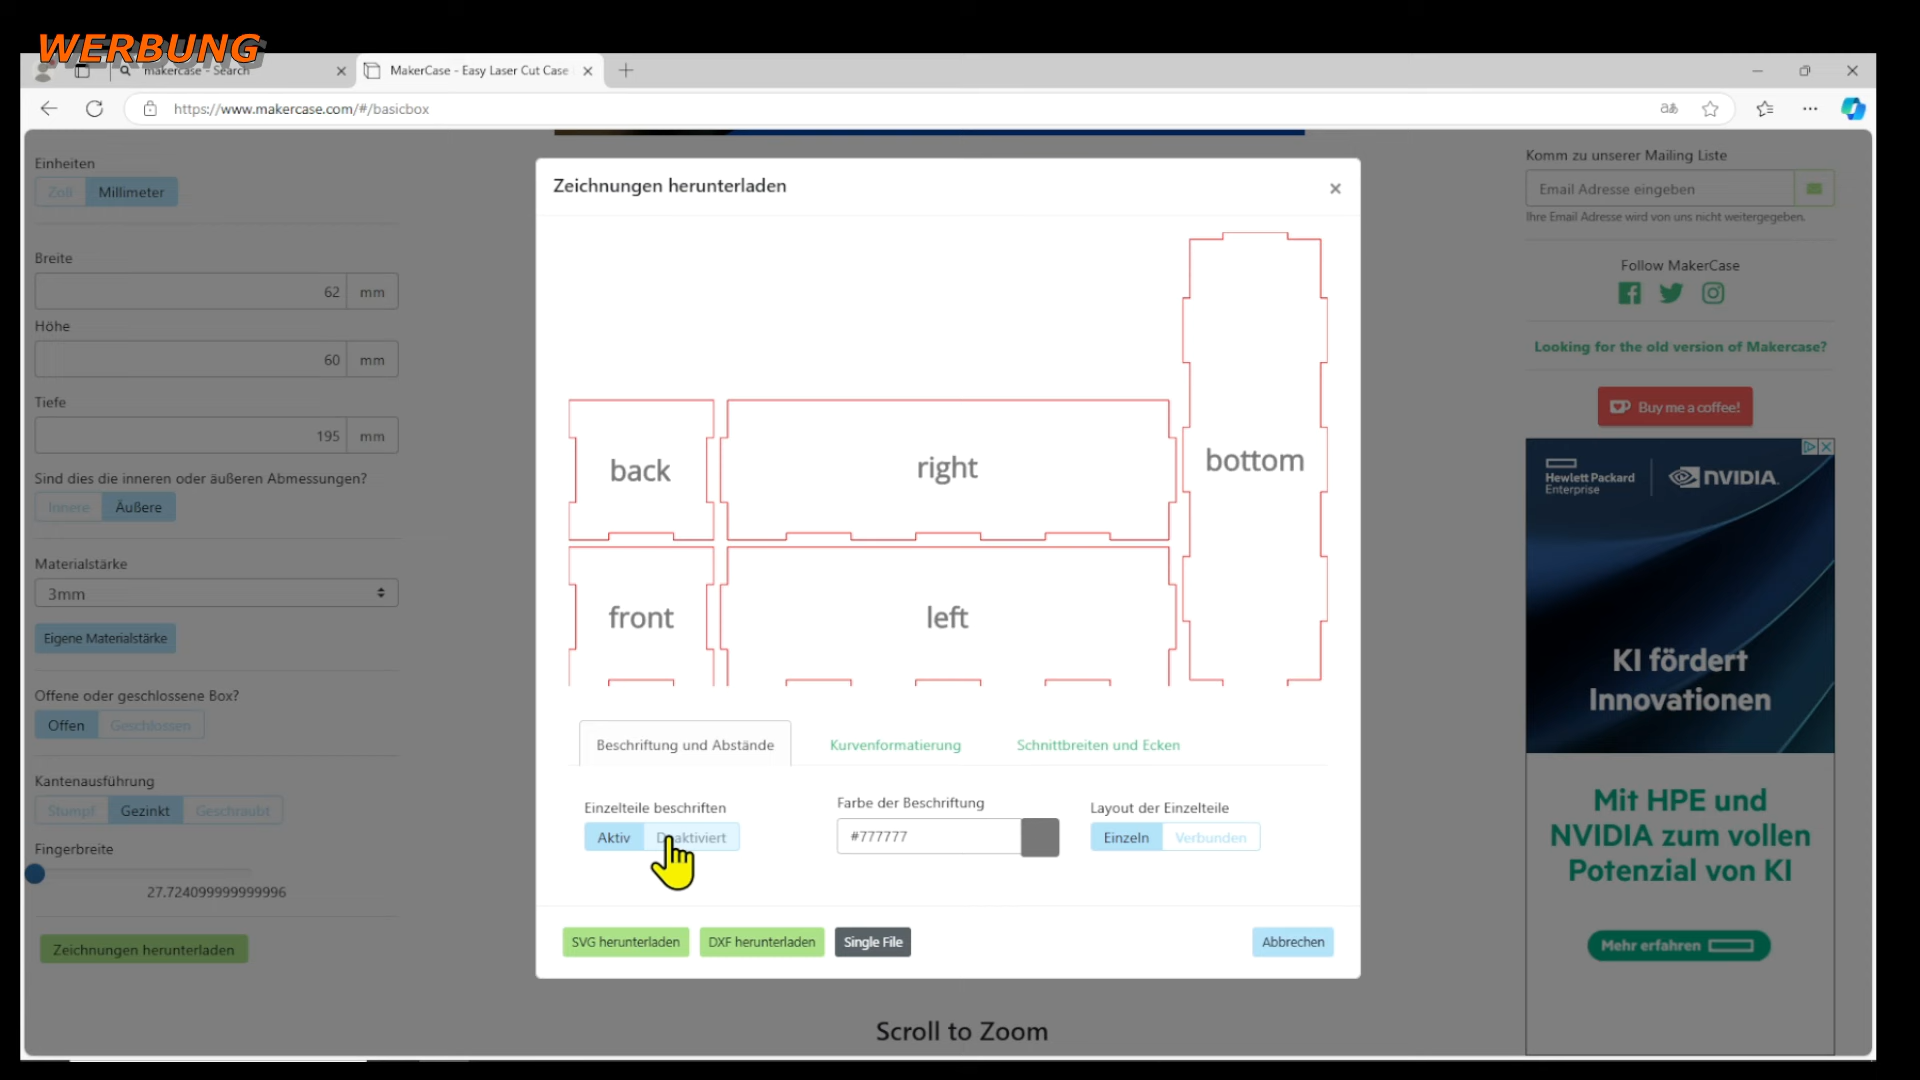 WERBUNG
makercase - Search
MakerCase - Easy Laser Cut Case
https://www.makercase.com/#/basicbox
Einheiten
Zoll
Millimeter
Breite
62 mm
Höhe
60 mm
Tiefe
195 mm
Sind dies die inneren oder äußeren Abmessungen?
Innere
Äußere
Materialstärke
3mm
Eigene Materialstärke
Offene oder geschlossene Box?
Offen
Geschlossen
Kantenausführung
Stumpf
Gezinkt
Geschraubt
Fingerbreite
27.724099999999996
Zeichnungen herunterladen
Zeichnungen herunterladen
back
right
bottom
front
left
Beschriftung und Abstände
Kurvenformatierung
Schnittbreiten und Ecken
Einzelteile beschriften
Aktiv
Farbe der Beschriftung
#777777
Layout der Einzelteile
Einzeln
Verbunden
SVG herunterladen
DXF herunterladen
Single File
Abbrechen
Scroll to Zoom
Komm zu unserer Mailing Liste
Email Adresse eingeben
Ihre Email Adresse wird von uns nicht weitergegeben.
Follow MakerCase
Looking for the old version of Makercase?
Buy me a coffee!
Hewlett Packard
Enterprise
NVIDIA.
KI fördert
Innovationen
Mit HPE und
NVIDIA zum vollen
Potenzial von KI
Mehr erfahren